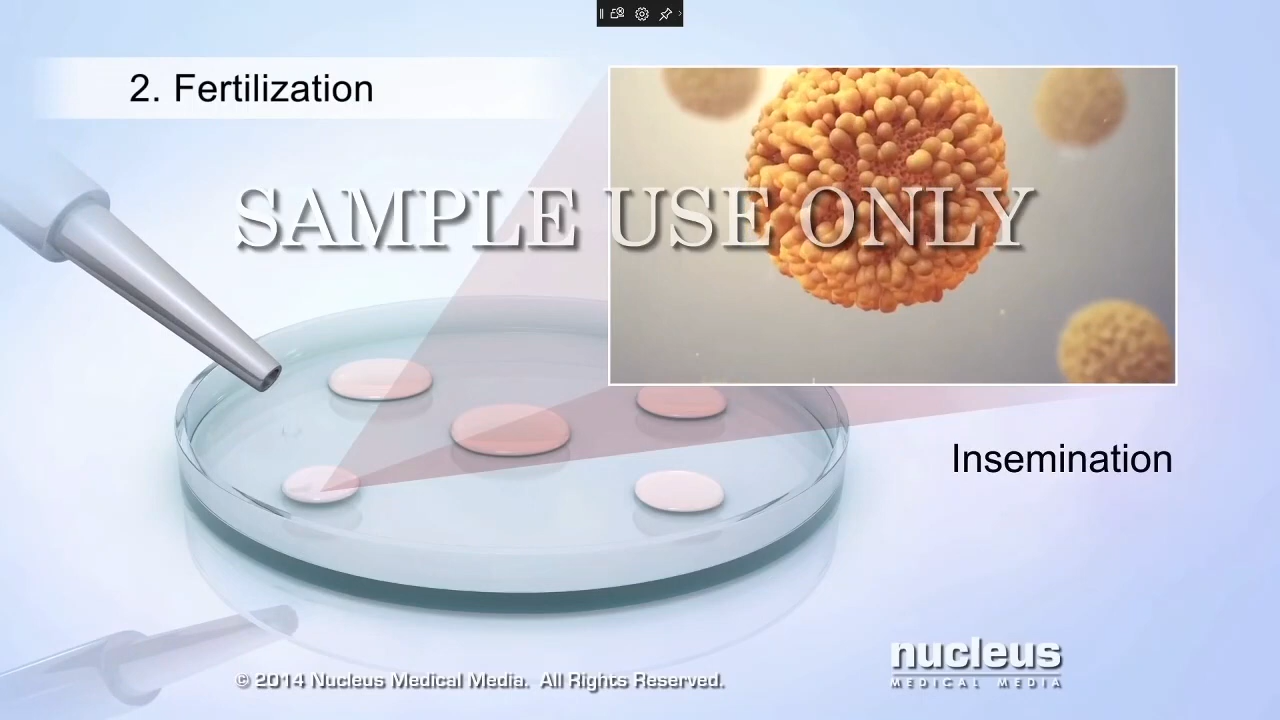 2. Fertilization
SAMPLE USE ONLY
Insemination
nucleus
MEDICAL MEDIA
© 2014 Nucleus Medical Media. All Rights Reserved.